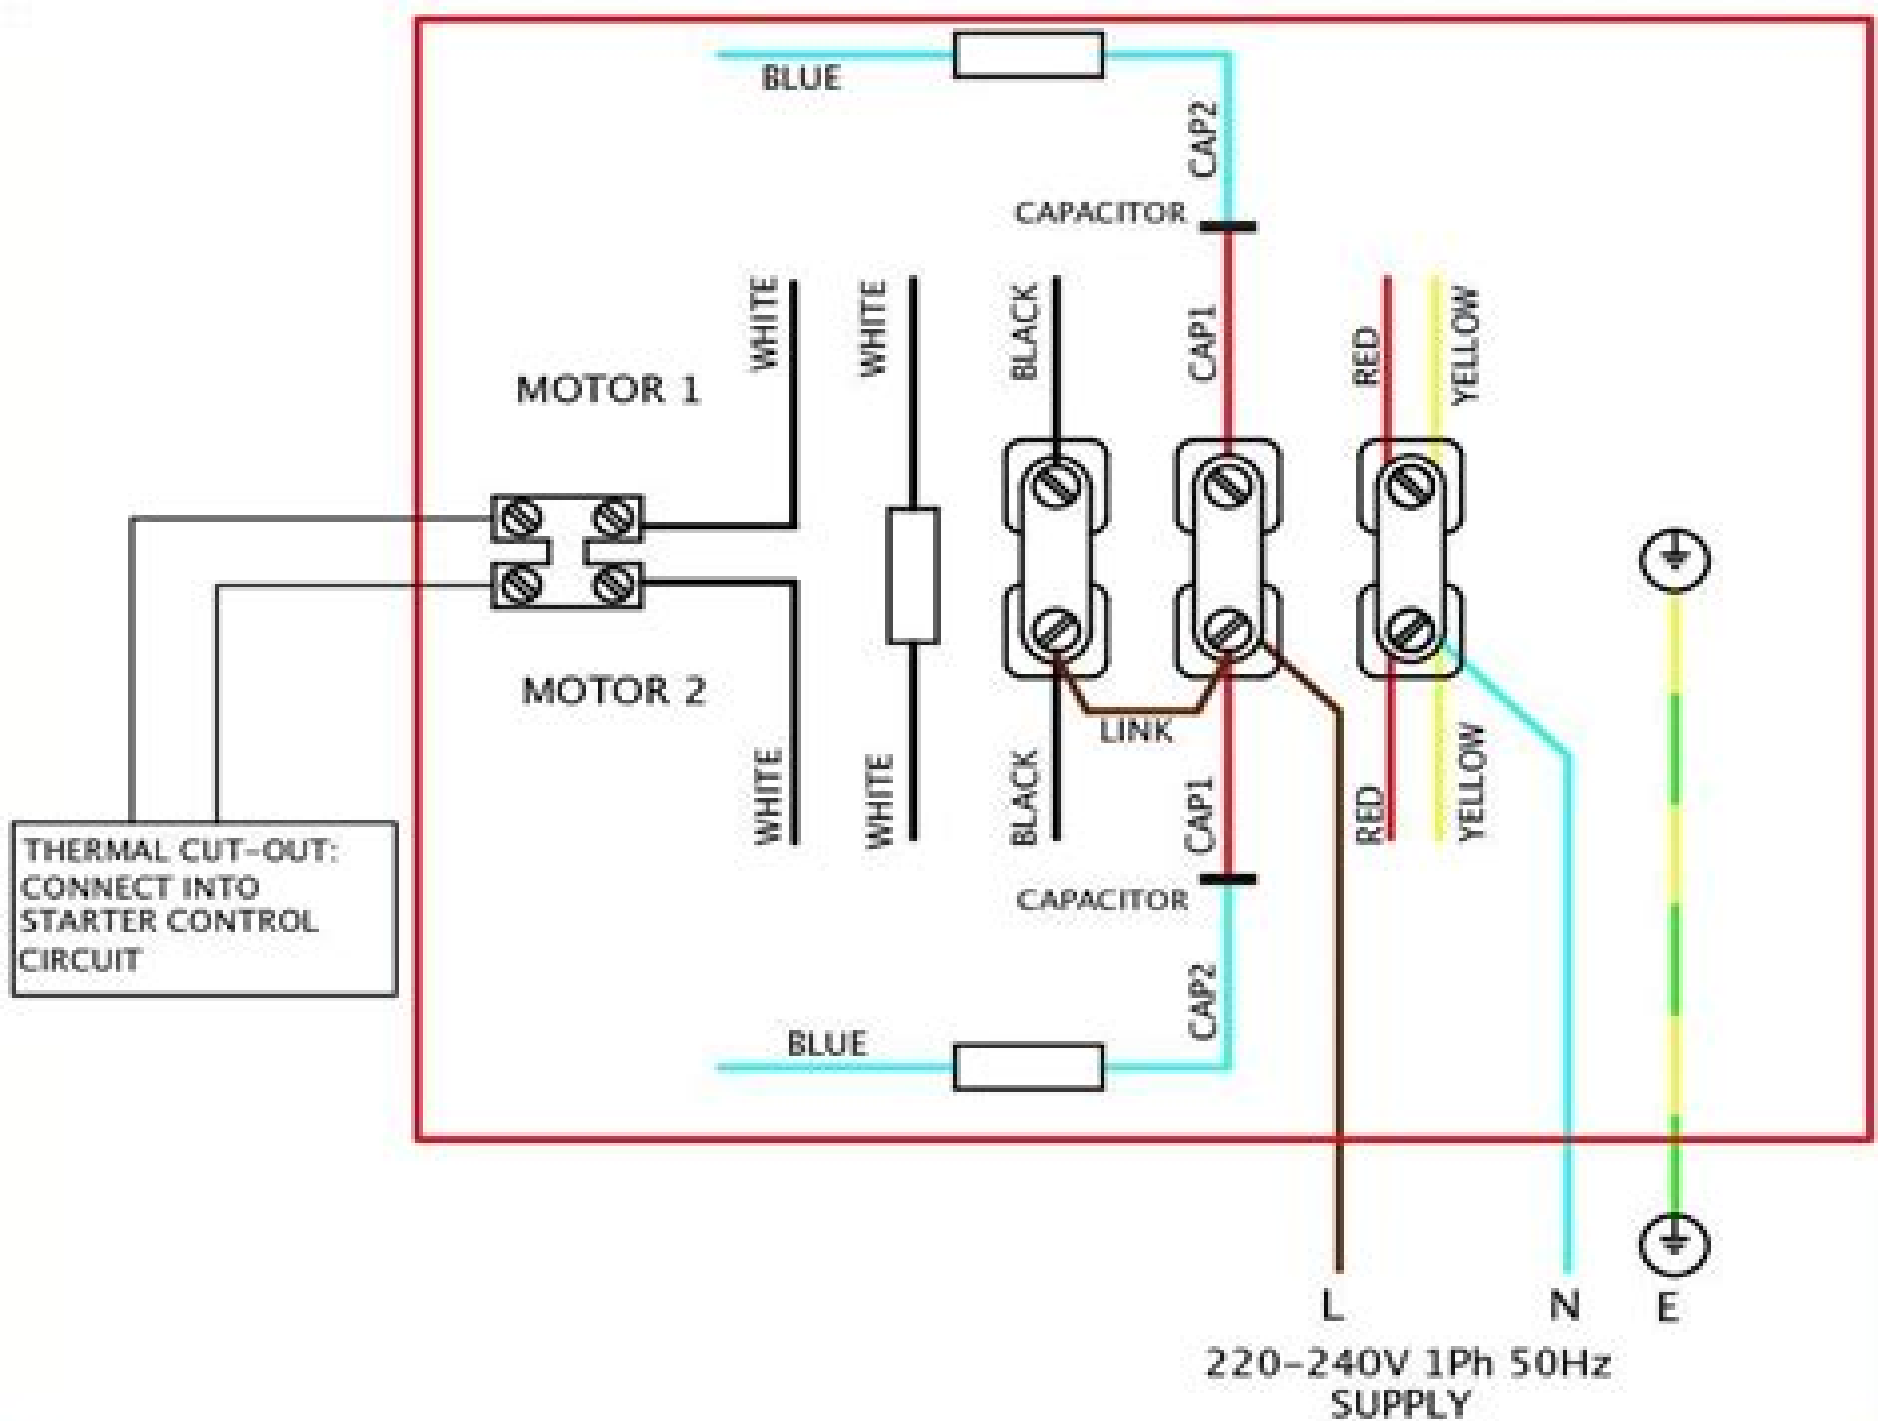 BLUE
CAP2
CAPACITOR
WHITE
WHITE
BLACK
CAP1
RED
YELLOW
MOTOR 1
MOTOR 2
LINK
WHITE
WHITE
BLACK
CAP1
RED
YELLOW
THERMAL CUT-OUT:
CONNECT INTO
STARTER CONTROL
CIRCUIT
CAPACITOR
CAP2
BLUE
L
N
E
220-240V 1Ph 50Hz
SUPPLY